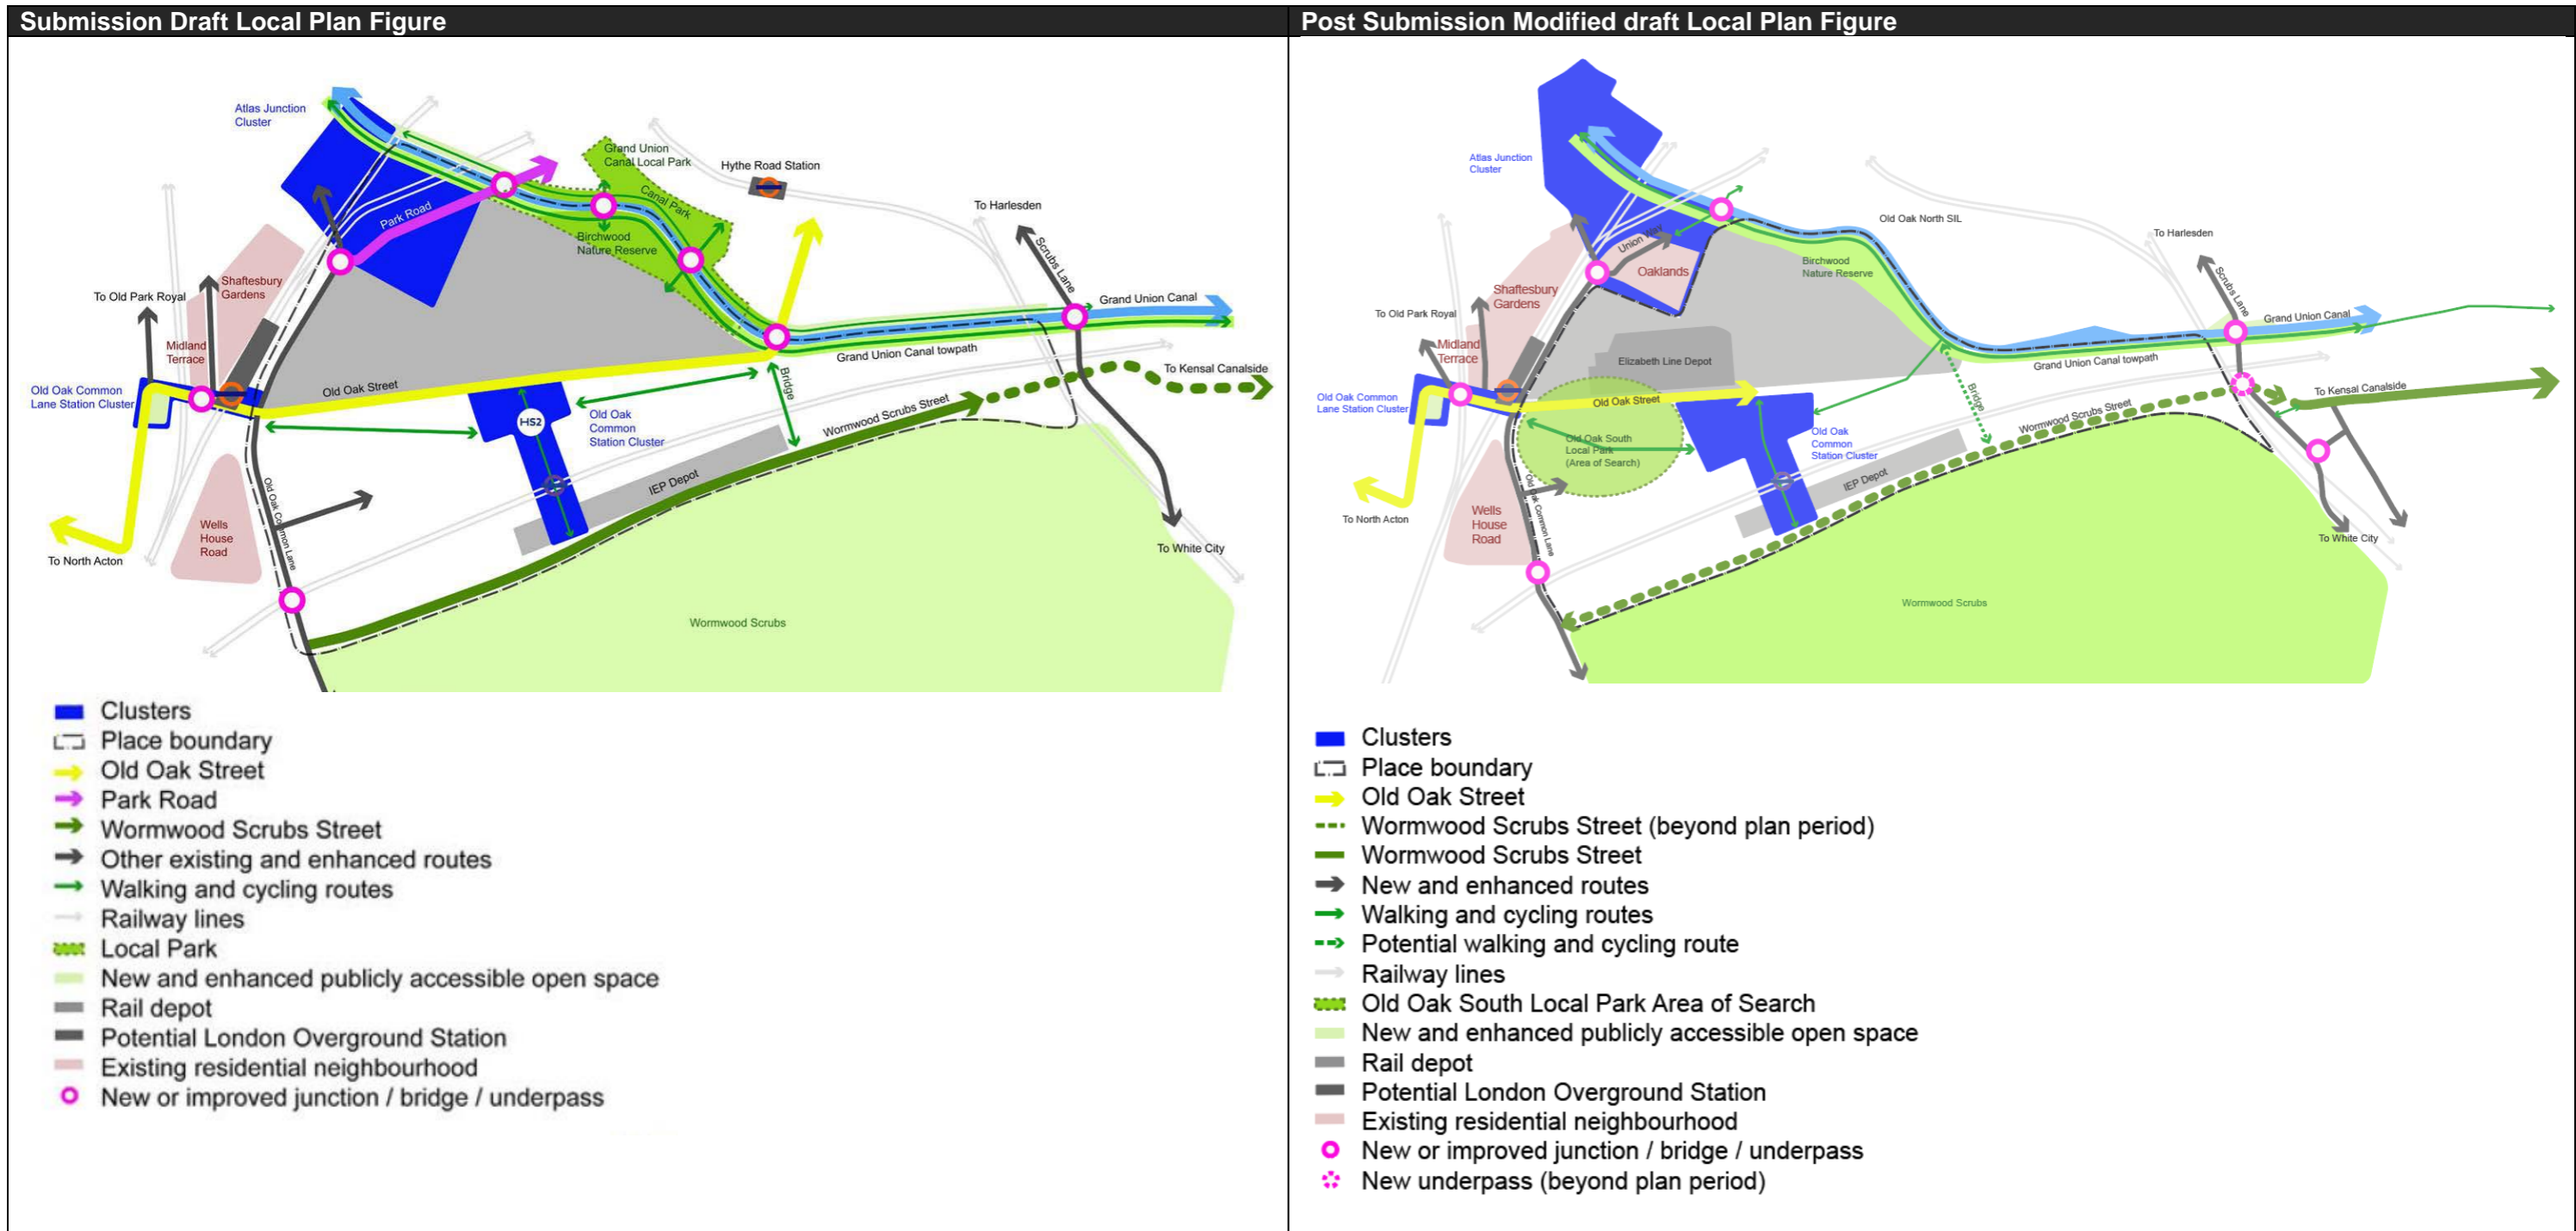 Submission Draft Local Plan Figure
Atlas Junction
Cluster
Grand Union
Canal Local Park
Hythe Road Station
Canal Park
To Harlesden
Park Road
Scrubs Lane
Birchwood
Nature Reserve
Shaftesbury
Gardens
To Old Park Royal
Grand Union Canal
Midland
Terrace
Grand Union Canal towpath
Old Oak Common
Lane Station Cluster
Old Oak Street
Bridge
To Kensal Canalside
HS2
Old Oak
Common
Station Cluster
Wormwood Scrubs Street
IEP Depot
Old Oak Common Lane
Wells
House
Road
To North Acton
To White City
Wormwood Scrubs
Clusters
Place boundary
Old Oak Street
Park Road
Wormwood Scrubs Street
Other existing and enhanced routes
Walking and cycling routes
Railway lines
Local Park
New and enhanced publicly accessible open space
Rail depot
Potential London Overground Station
Existing residential neighbourhood
New or improved junction / bridge / underpass
Post Submission Modified draft Local Plan Figure
Atlas Junction
Cluster
Old Oak North SIL
To Harlesden
Union Way
Oaklands
Birchwood
Nature Reserve
Scrubs Lane
Shaftesbury
Gardens
To Old Park Royal
Grand Union Canal
Midland
Terrace
Elizabeth Line Depot
Grand Union Canal towpath
Old Oak Common
Lane Station Cluster
Old Oak Street
Bridge
To Kensal Canalside
Wormwood Scrubs Street
Old Oak South
Local Park
(Area of Search)
Old Oak
Common
Station Cluster
IEP Depot
Old Oak Common Lane
Wells
House
Road
To North Acton
To White City
Wormwood Scrubs
Clusters
Place boundary
Old Oak Street
Wormwood Scrubs Street (beyond plan period)
Wormwood Scrubs Street
New and enhanced routes
Walking and cycling routes
Potential walking and cycling route
Railway lines
Old Oak South Local Park Area of Search
New and enhanced publicly accessible open space
Rail depot
Potential London Overground Station
Existing residential neighbourhood
New or improved junction / bridge / underpass
New underpass (beyond plan period)